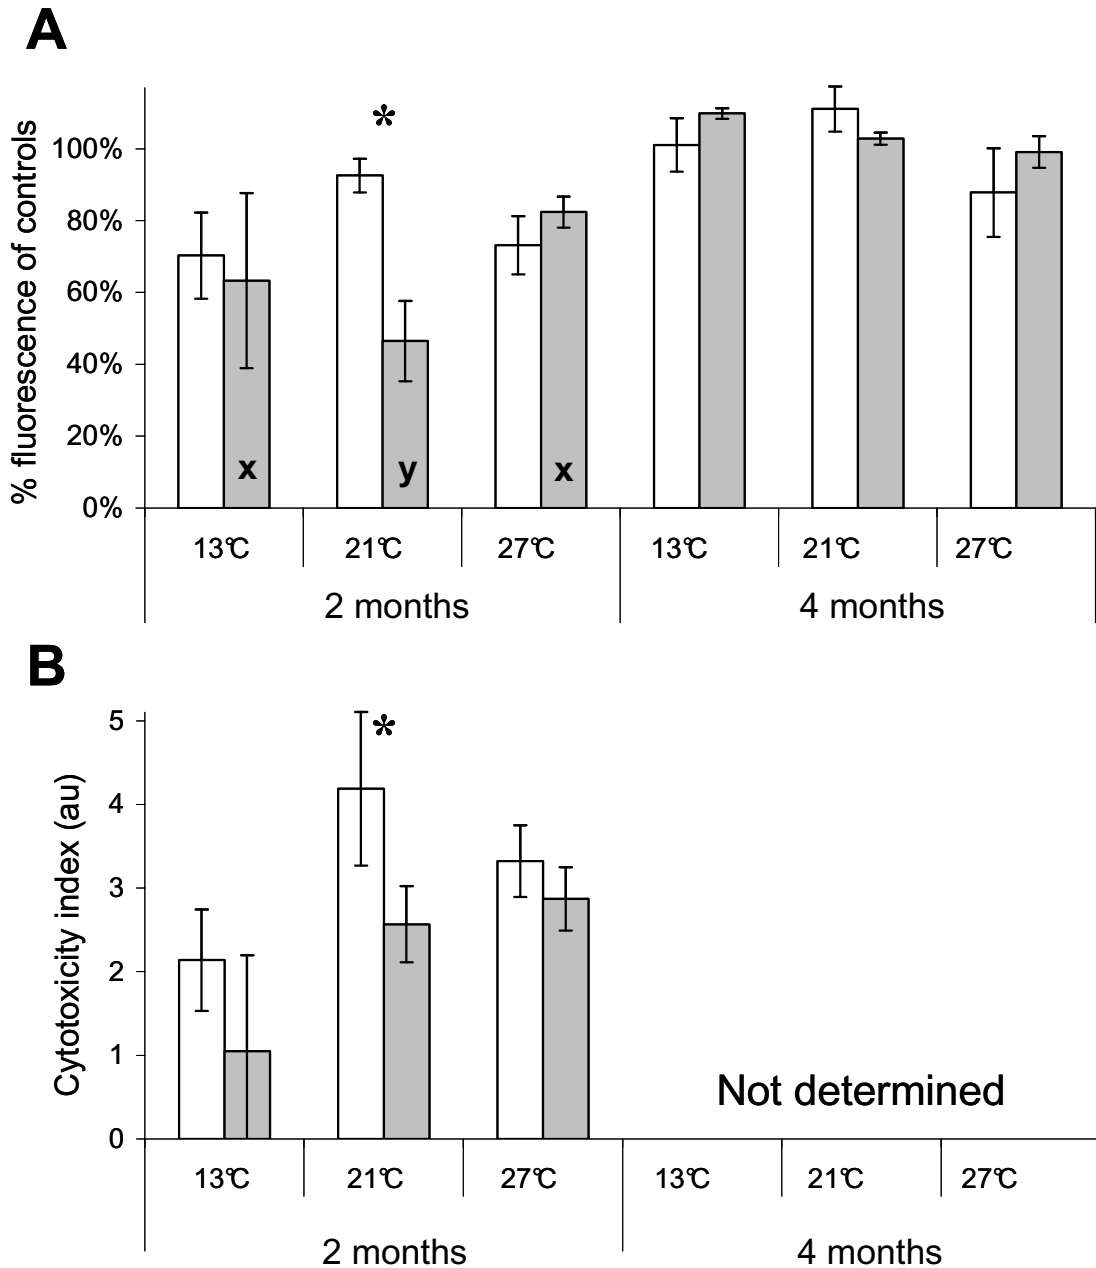 A
% fluorescence of controls
100%
80%
60%
40%
20%
0%
*
x
y
x
13°C 21°C 27°C 13°C 21°C 27°C
2 months 4 months
B
Cytotoxicity index (au)
5
4
3
2
1
0
*
Not determined
13°C 21°C 27°C 13°C 21°C 27°C
2 months 4 months